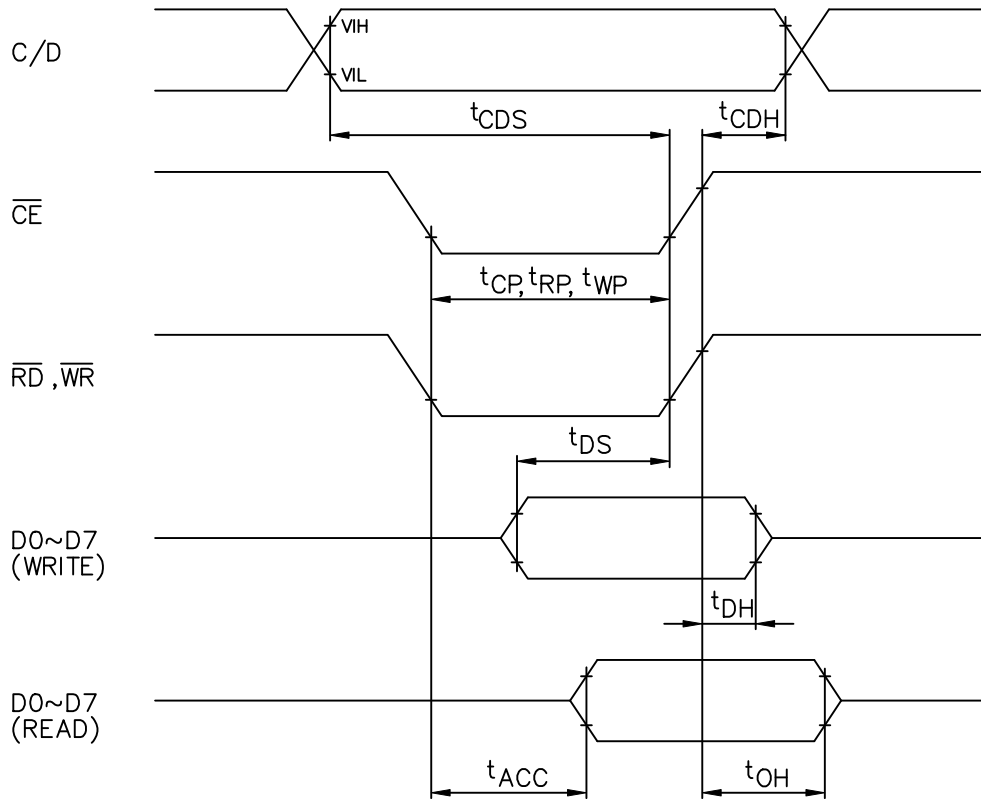 C/D
VIH
VIL
tCDS
tCDH
CE
tCP, tRP, tWP
RD , WR
tDS
D0~D7
(WRITE)
tDH
D0~D7
(READ)
tACC
tOH